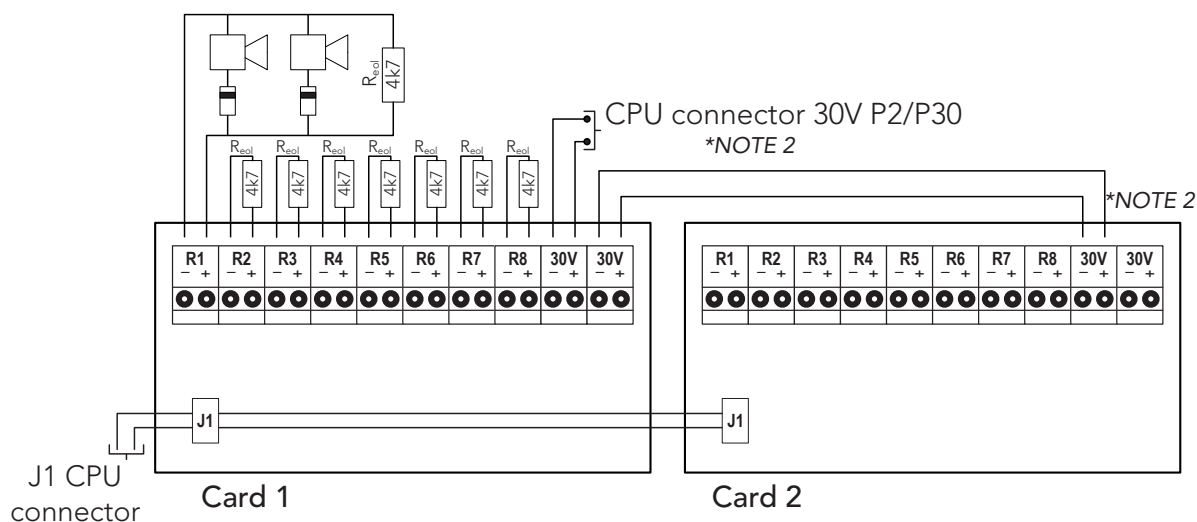 Reol
4k7
CPU connector 30V P2/P30
*NOTE 2
Reol Reol Reol Reol Reol Reol Reol
4k7 4k7 4k7 4k7 4k7 4k7 4k7
*NOTE 2
R1 R2 R3 R4 R5 R6 R7 R8 30V 30V
− + − + − + − + − + − + − + − + − + − +
R1 R2 R3 R4 R5 R6 R7 R8 30V 30V
− + − + − + − + − + − + − + − + − + − +
J1
J1
J1 CPU
connector
Card 1
Card 2